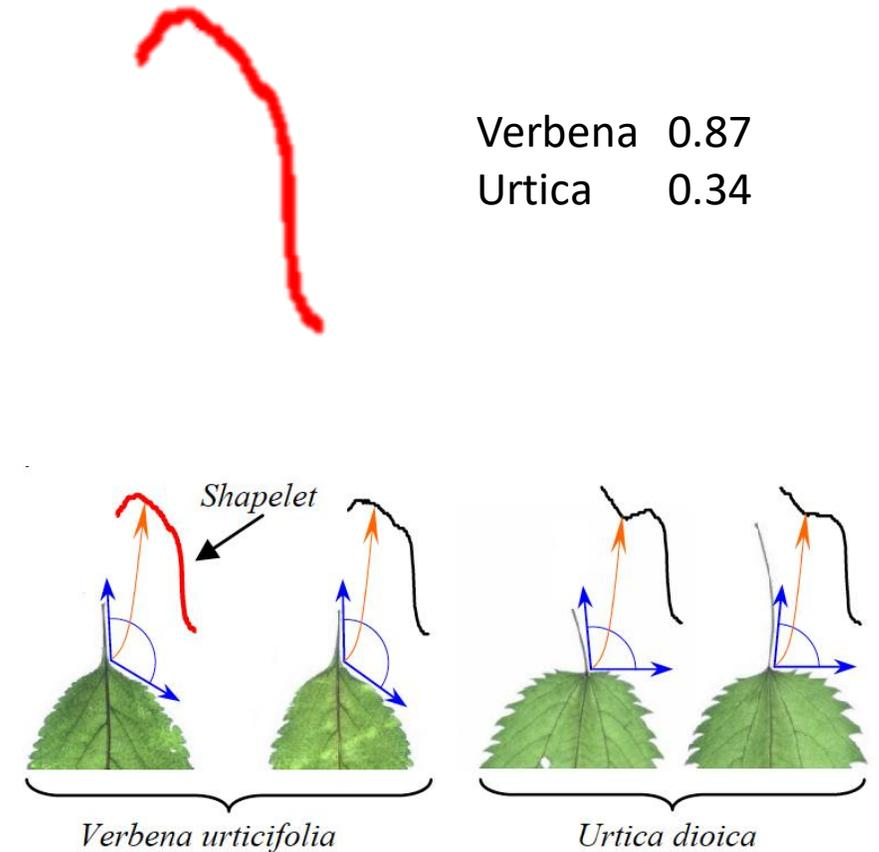 Verbena 0.87
Urtica 0.34
Shapelet
Verbena urticifolia
Urtica dioica